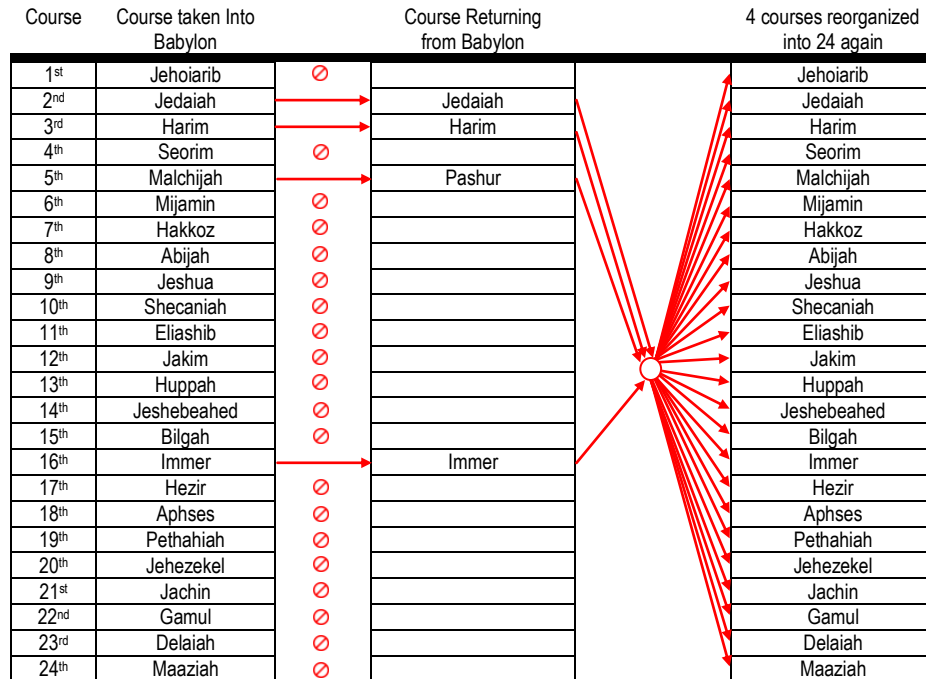 Course Course taken Into Babylon Course Returning from Babylon 4 courses reorganized into 24 again
1st Jehoiarib Jehoiarib
2nd Jedaiah Jedaiah Jedaiah
3rd Harim Harim Harim
4th Seorim Seorim
5th Malchijah Pashur Malchijah
6th Mijamin Mijamin
7th Hakkoz Hakkoz
8th Abijah Abijah
9th Jeshua Jeshua
10th Shecaniah Shecaniah
11th Eliashib Eliashib
12th Jakim Jakim
13th Huppah Huppah
14th Jeshebeahed Jeshebeahed
15th Bilgah Bilgah
16th Immer Immer Immer
17th Hezir Hezir
18th Aphses Aphses
19th Pethahiah Pethahiah
20th Jehezekel Jehezekel
21st Jachin Jachin
22nd Gamul Gamul
23rd Delaiah Delaiah
24th Maaziah Maaziah